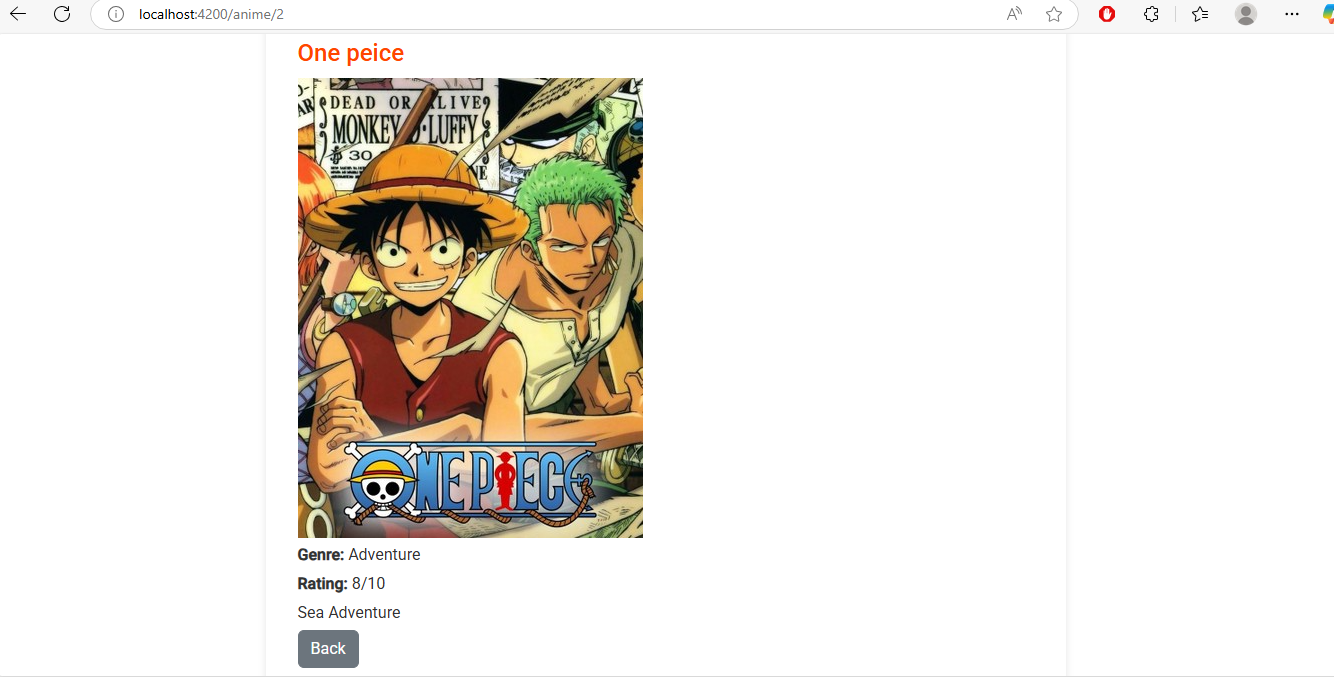 localhost:4200/anime/2
One peice
DEAD OR ALIVE
MONKEY D. LUFFY
30
ONE PIECE
Genre: Adventure
Rating: 8/10
Sea Adventure
Back